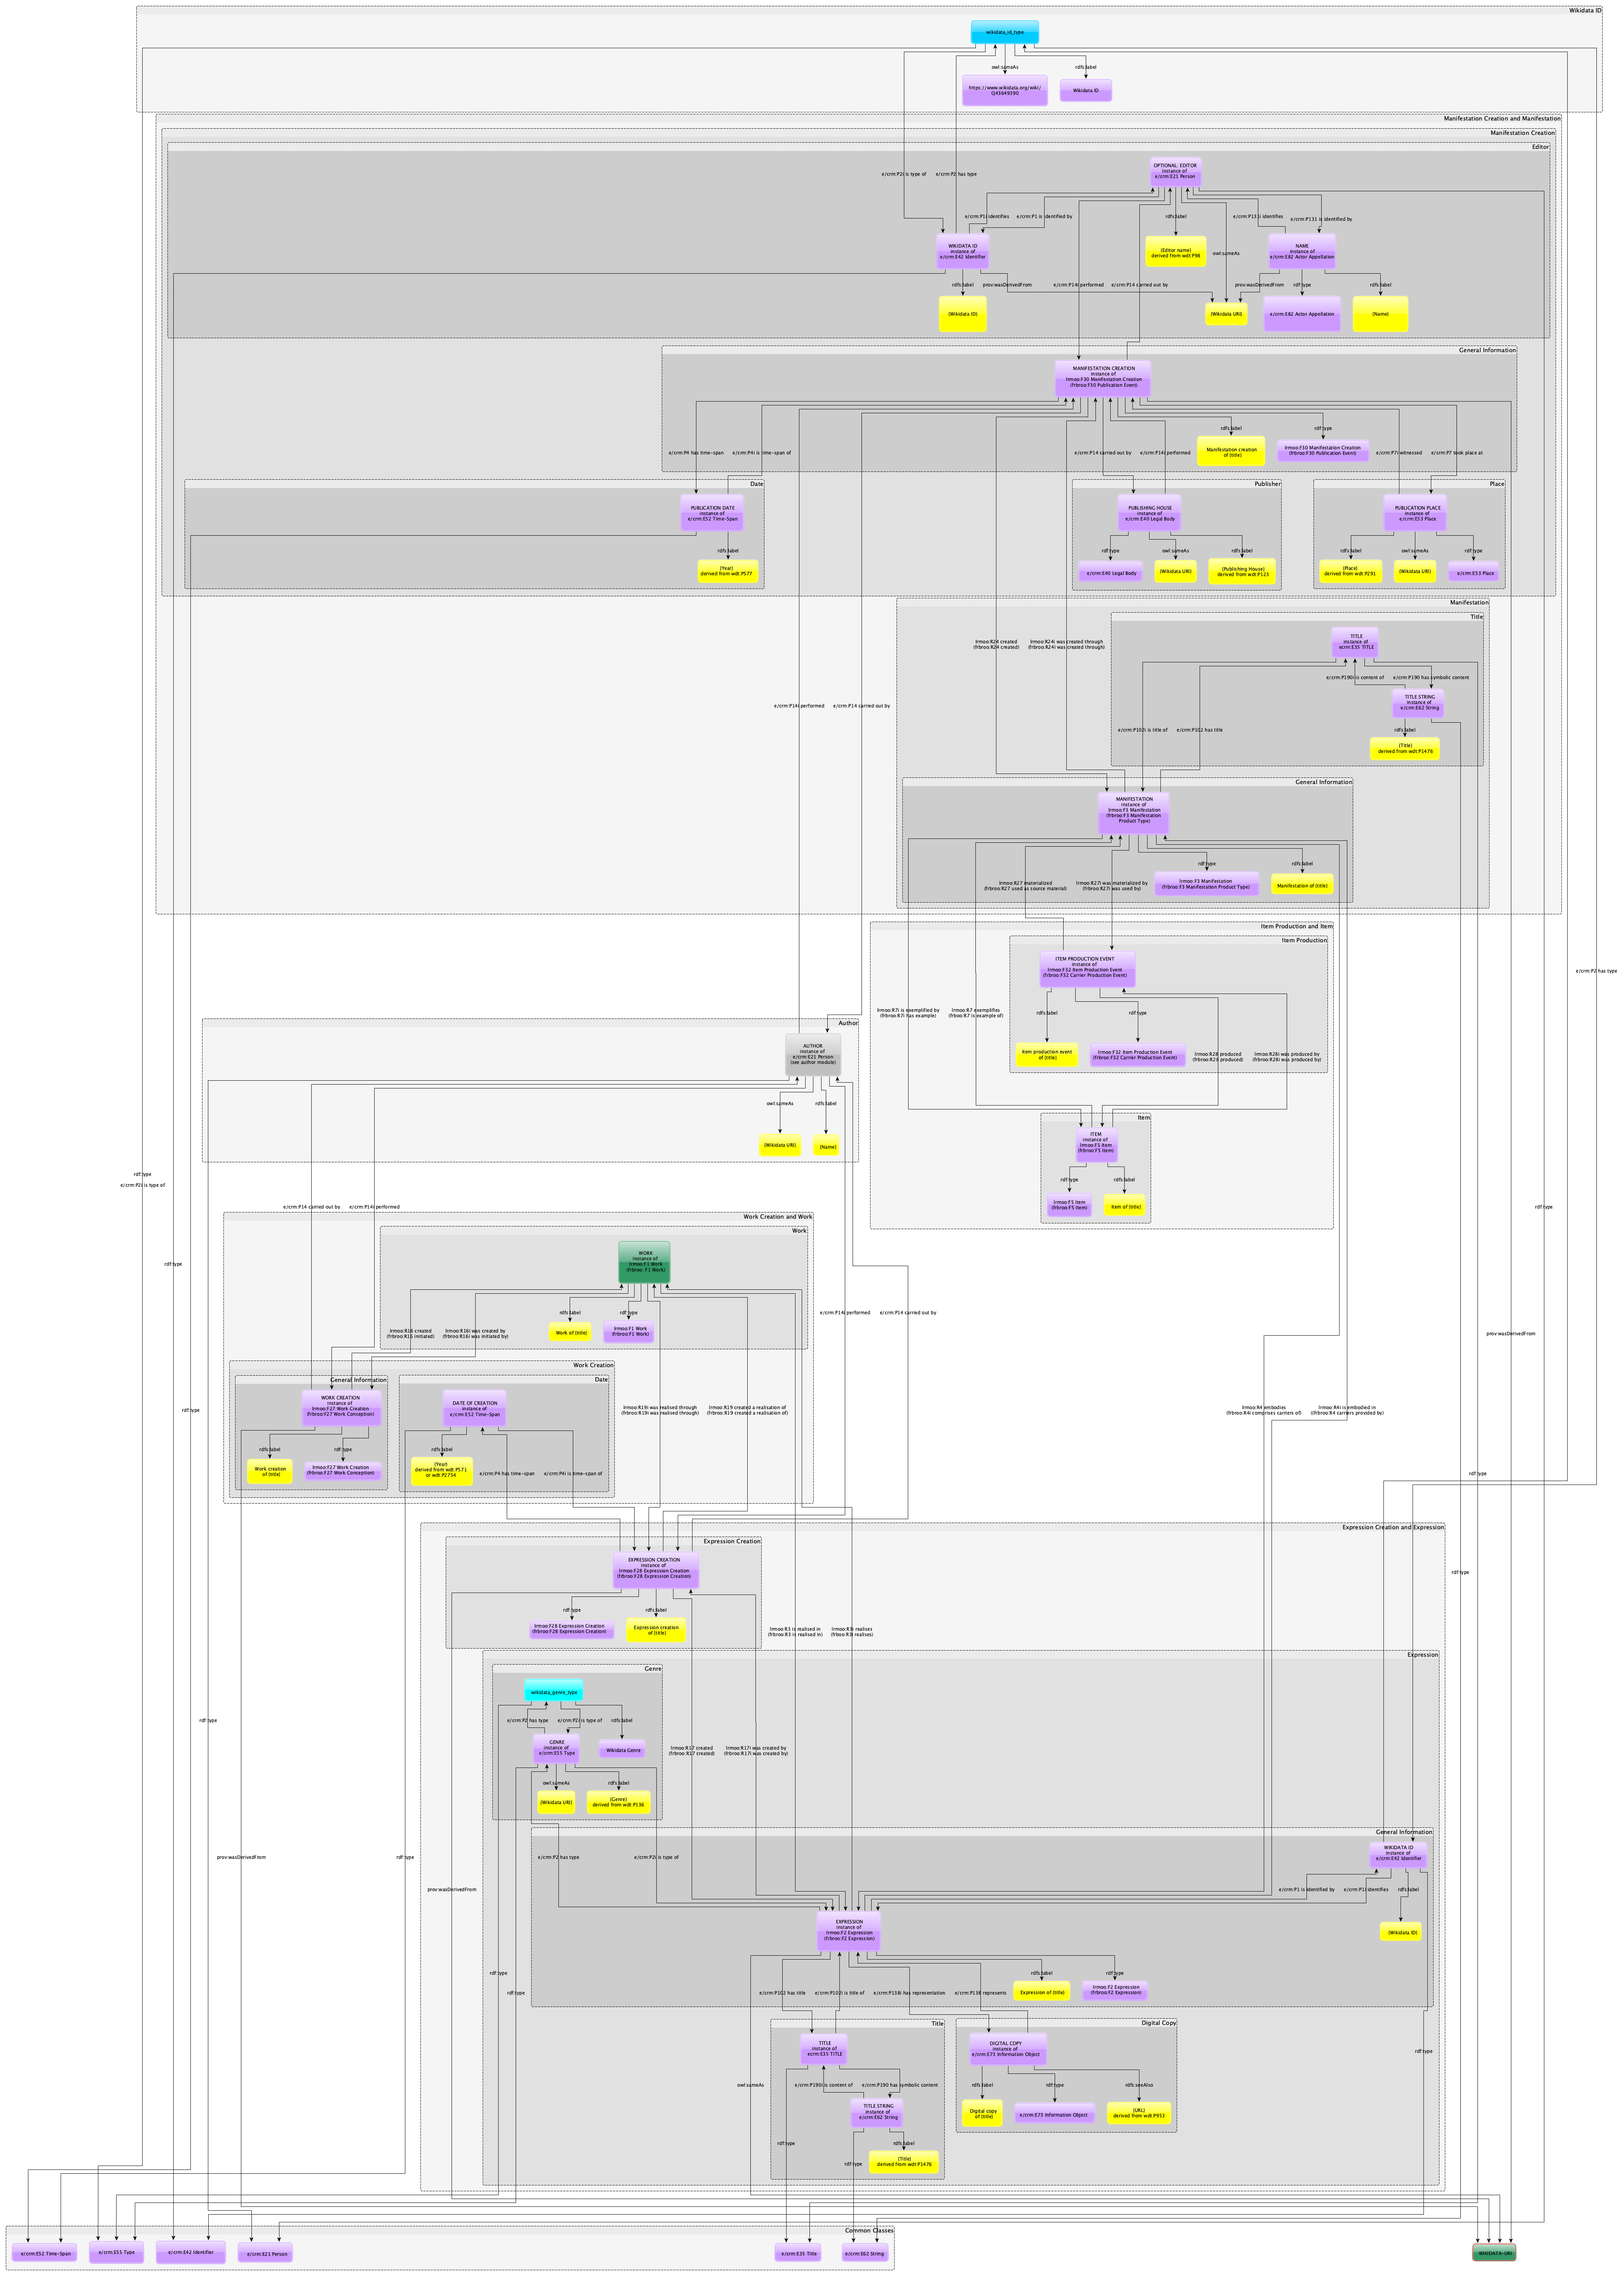 Wikidata ID
wikidata_id_type
owl:sameAs
rdfs:label
https://www.wikidata.org/wiki/
Q43649390
Wikidata ID
Manifestation Creation and Manifestation
Manifestation Creation
Editor
OPTIONAL: EDITOR
instance of
e/crm:E21 Person
e/crm:P2i is type of
e/crm:P2 has type
e/crm:P1i identifies
e/crm:P1 is identified by
rdfs:label
e/crm:P131i identifies
e/crm:P131 is identified by
WIKIDATA ID
instance of
e/crm:E42 Identifier
(Editor name)
derived from wdt:P98
owl:sameAs
NAME
instance of
e/crm:E82 Actor Appellation
rdfs:label
prov:wasDerivedFrom
e/crm:P14i performed
e/crm:P14 carried out by
prov:wasDerivedFrom
rdf:type
rdfs:label
(Wikidata ID)
(Wikidata URI)
e/crm:E82 Actor Appellation
(Name)
General Information
MANIFESTATION CREATION
instance of
lrmoo:F30 Manifestation Creation
(frbroo:F30 Publication Event)
rdfs:label
rdf:type
Manifestation creation
of (title)
lrmoo:F30 Manifestation Creation
(frbroo:F30 Publication Event)
e/crm:P4 has time-span
e/crm:P4i is time-span of
e/crm:P14 carried out by
e/crm:P14i performed
e/crm:P7i witnessed
e/crm:P7 took place at
Date
Publisher
Place
PUBLICATION DATE
instance of
e/crm:E52 Time-Span
PUBLISHING HOUSE
instance of
e/crm:E40 Legal Body
PUBLICATION PLACE
instance of
e/crm:E53 Place
rdfs:label
rdf:type
owl:sameAs
rdfs:label
rdfs:label
owl:sameAs
rdf:type
(Year)
derived from wdt:P577
e/crm:E40 Legal Body
(Wikidata URI)
(Publishing House)
derived from wdt:P123
(Place)
derived from wdt:P291
(Wikidata URI)
e/crm:E53 Place
Manifestation
Title
TITLE
instance of
ecrm:E35 TITLE
lrmoo:R24 created
(frbroo:R24 created)
lrmoo:R24i was created through
(frbroo:R24i was created through)
e/crm:P190i is content of
e/crm:P190 has symbolic content
TITLE STRING
instance of
e/crm:E62 String
e/crm:P14i performed
e/crm:P14 carried out by
e/crm:P102i is title of
e/crm:P102 has title
rdfs:label
(Title)
derived from wdt:P1476
General Information
MANIFESTATION
instance of
lrmoo:F3 Manifestation
(frbroo:F3 Manifestation
Product Type)
rdf:type
rdfs:label
lrmoo:R27 materialized
(frbroo:R27 used as source material)
lrmoo:R27i was materialized by
(frbroo:R27i was used by)
lrmoo:F3 Manifestation
(frbroo:F3 Manifestation Product Type)
Manifestation of (title)
Item Production and Item
Item Production
ITEM PRODUCTION EVENT
instance of
lrmoo:F32 Item Production Event
(frbroo:F32 Carrier Production Event)
e/crm:P2 has type
lrmoo:R7i is exemplified by
(frbroo:R7i has example)
lrmoo:R7 exemplifies
(frbroo:R7 is example of)
rdfs:label
rdf:type
Item production event
of (title)
lrmoo:F32 Item Production Event
(frbroo:F32 Carrier Production Event)
lrmoo:R28 produced
(frbroo:R28 produced)
lrmoo:R28i was produced by
(frbroo:R28i was produced by)
Author
AUTHOR
instance of
e/crm:E21 Person
(see author module)
owl:sameAs
rdfs:label
(Wikidata URI)
(Name)
Item
ITEM
instance of
lrmoo:F5 Item
(frbroo:F5 Item)
rdf:type
rdfs:label
lrmoo:F5 Item
(frbroo:F5 Item)
Item of (title)
rdf:type
e/crm:P2i is type of
e/crm:P14 carried out by
e/crm:P14i performed
rdf:type
Work Creation and Work
Work
WORK
instance of
lrmoo:F1 Work
(frbroo: F1 Work)
rdf:type
rdfs:label
rdf:type
e/crm:P14i performed
e/crm:P14 carried out by
lrmoo:R16 created
(frbroo:R16 initiated)
lrmoo:R16i was created by
(frbroo:R16i was initiated by)
Work of (title)
lrmoo:F1 Work
(frbroo:F1 Work)
prov:wasDerivedFrom
Work Creation
General Information
Date
WORK CREATION
instance of
lrmoo:F27 Work Creation
(frbroo:F27 Work Conception)
DATE OF CREATION
instance of
e/crm:E52 Time-Span
rdf:type
lrmoo:R19i was realised through
(frbroo:R19i was realised through)
lrmoo:R19 created a realisation of
(frbroo:R19 created a realisation of)
lrmoo:R4 embodies
(frbroo:R4i comprises carriers of)
lrmoo:R4i is embodied in
((frbroo:R4 carriers provided by)
rdfs:label
rdf:type
rdfs:label
Work creation
of (title)
lrmoo:F27 Work Creation
(frbroo:F27 Work Conception)
(Year)
derived from wdt:P571
or wdt:P2754
e/crm:P4 has time-span
e/crm:P4i is time-span of
rdf:type
Expression Creation and Expression
Expression Creation
EXPRESSION CREATION
instance of
lrmoo:F28 Expression Creation
(frbroo:F28 Expression Creation)
rdf:type
rdf:type
rdfs:label
lrmoo:F28 Expression Creation
(frbroo:F28 Expression Creation)
Expression creation
of (title)
lrmoo:R3 is realised in
(frbroo:R3 is realised in)
lrmoo:R3i realises
(frbroo:R3i realises)
Expression
Genre
wikidata_genre_type
rdf:type
e/crm:P2 has type
e/crm:P2i is type of
rdfs:label
GENRE
instance of
e/crm:E55 Type
Wikidata Genre
lrmoo:R17 created
(frbroo:R17 created)
lrmoo:R17i was created by
(frbroo:R17i was created by)
owl:sameAs
rdfs:label
(Wikidata URI)
(Genre)
derived from wdt:P136
General Information
WIKIDATA ID
instance of
e/crm:E42 Identifier
prov:wasDerivedFrom
rdf:type
e/crm:P2 has type
e/crm:P2i is type of
prov:wasDerivedFrom
e/crm:P1 is identified by
e/crm:P1i identifies
rdfs:label
EXPRESSION
instance of
lrmoo:F2 Expression
(frbroo:F2 Expression)
(Wikidata ID)
rdf:type
rdfs:label
rdf:type
rdf:type
e/crm:P102 has title
e/crm:P102i is title of
e/crm:P138i has representation
e/crm:P138 represents
Expression of (title)
lrmoo:F2 Expression
(frbroo:F2 Expression)
Title
Digital Copy
TITLE
instance of
ecrm:E35 TITLE
DIGITAL COPY
instance of
e/crm:E73 Information Object
rdf:type
owl:sameAs
e/crm:P190i is content of
e/crm:P190 has symbolic content
rdfs:label
rdf:type
rdfs:seeAlso
TITLE STRING
instance of
e/crm:E62 String
Digital copy
of (title)
e/crm:E73 Information Object
(URL)
derived from wdt:P953
rdf:type
rdfs:label
rdf:type
(Title)
derived from wdt:P1476
Common Classes
e/crm:E52 Time-Span
e/crm:E55 Type
e/crm:E42 Identifier
e/crm:E21 Person
e/crm:E35 Title
e/crm:E62 String
WIKIDATA-URI